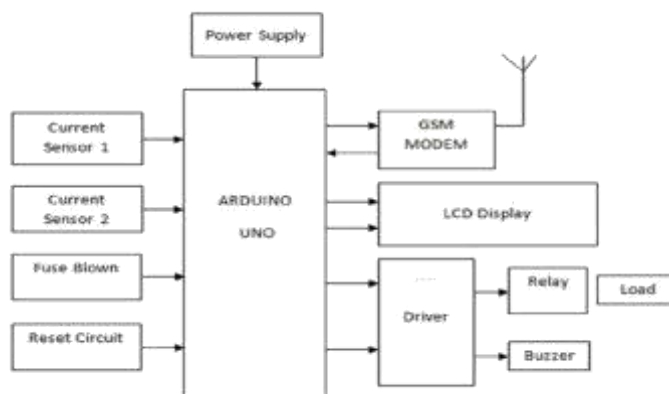 Power Supply
Current
Sensor 1
Current
Sensor 2
Fuse Blown
Reset Circuit
ARDUINO
UNO
GSM
MODEM
LCD Display
Driver
Relay
Load
Buzzer